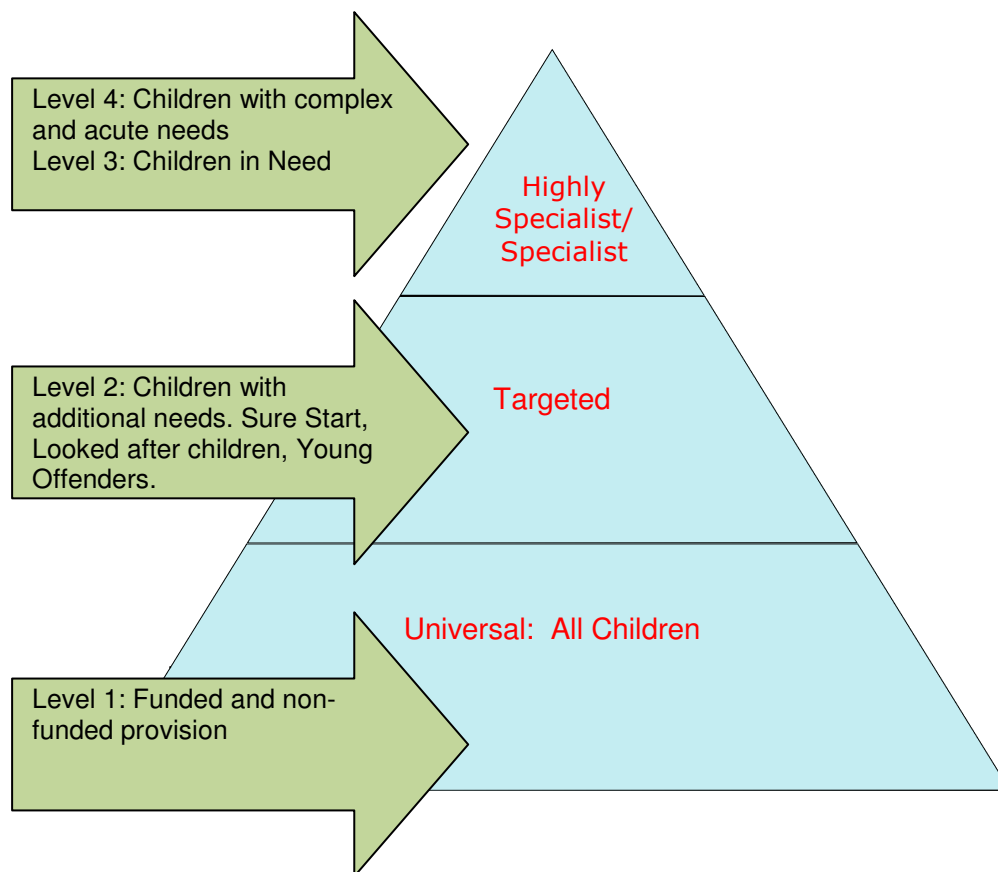 Level 4: Children with complex
and acute needs
Level 3: Children in Need
Highly
Specialist/
Specialist
Level 2: Children with
additional needs. Sure Start,
Looked after children, Young
Offenders.
Targeted
Universal:  All Children
Level 1: Funded and non-
funded provision